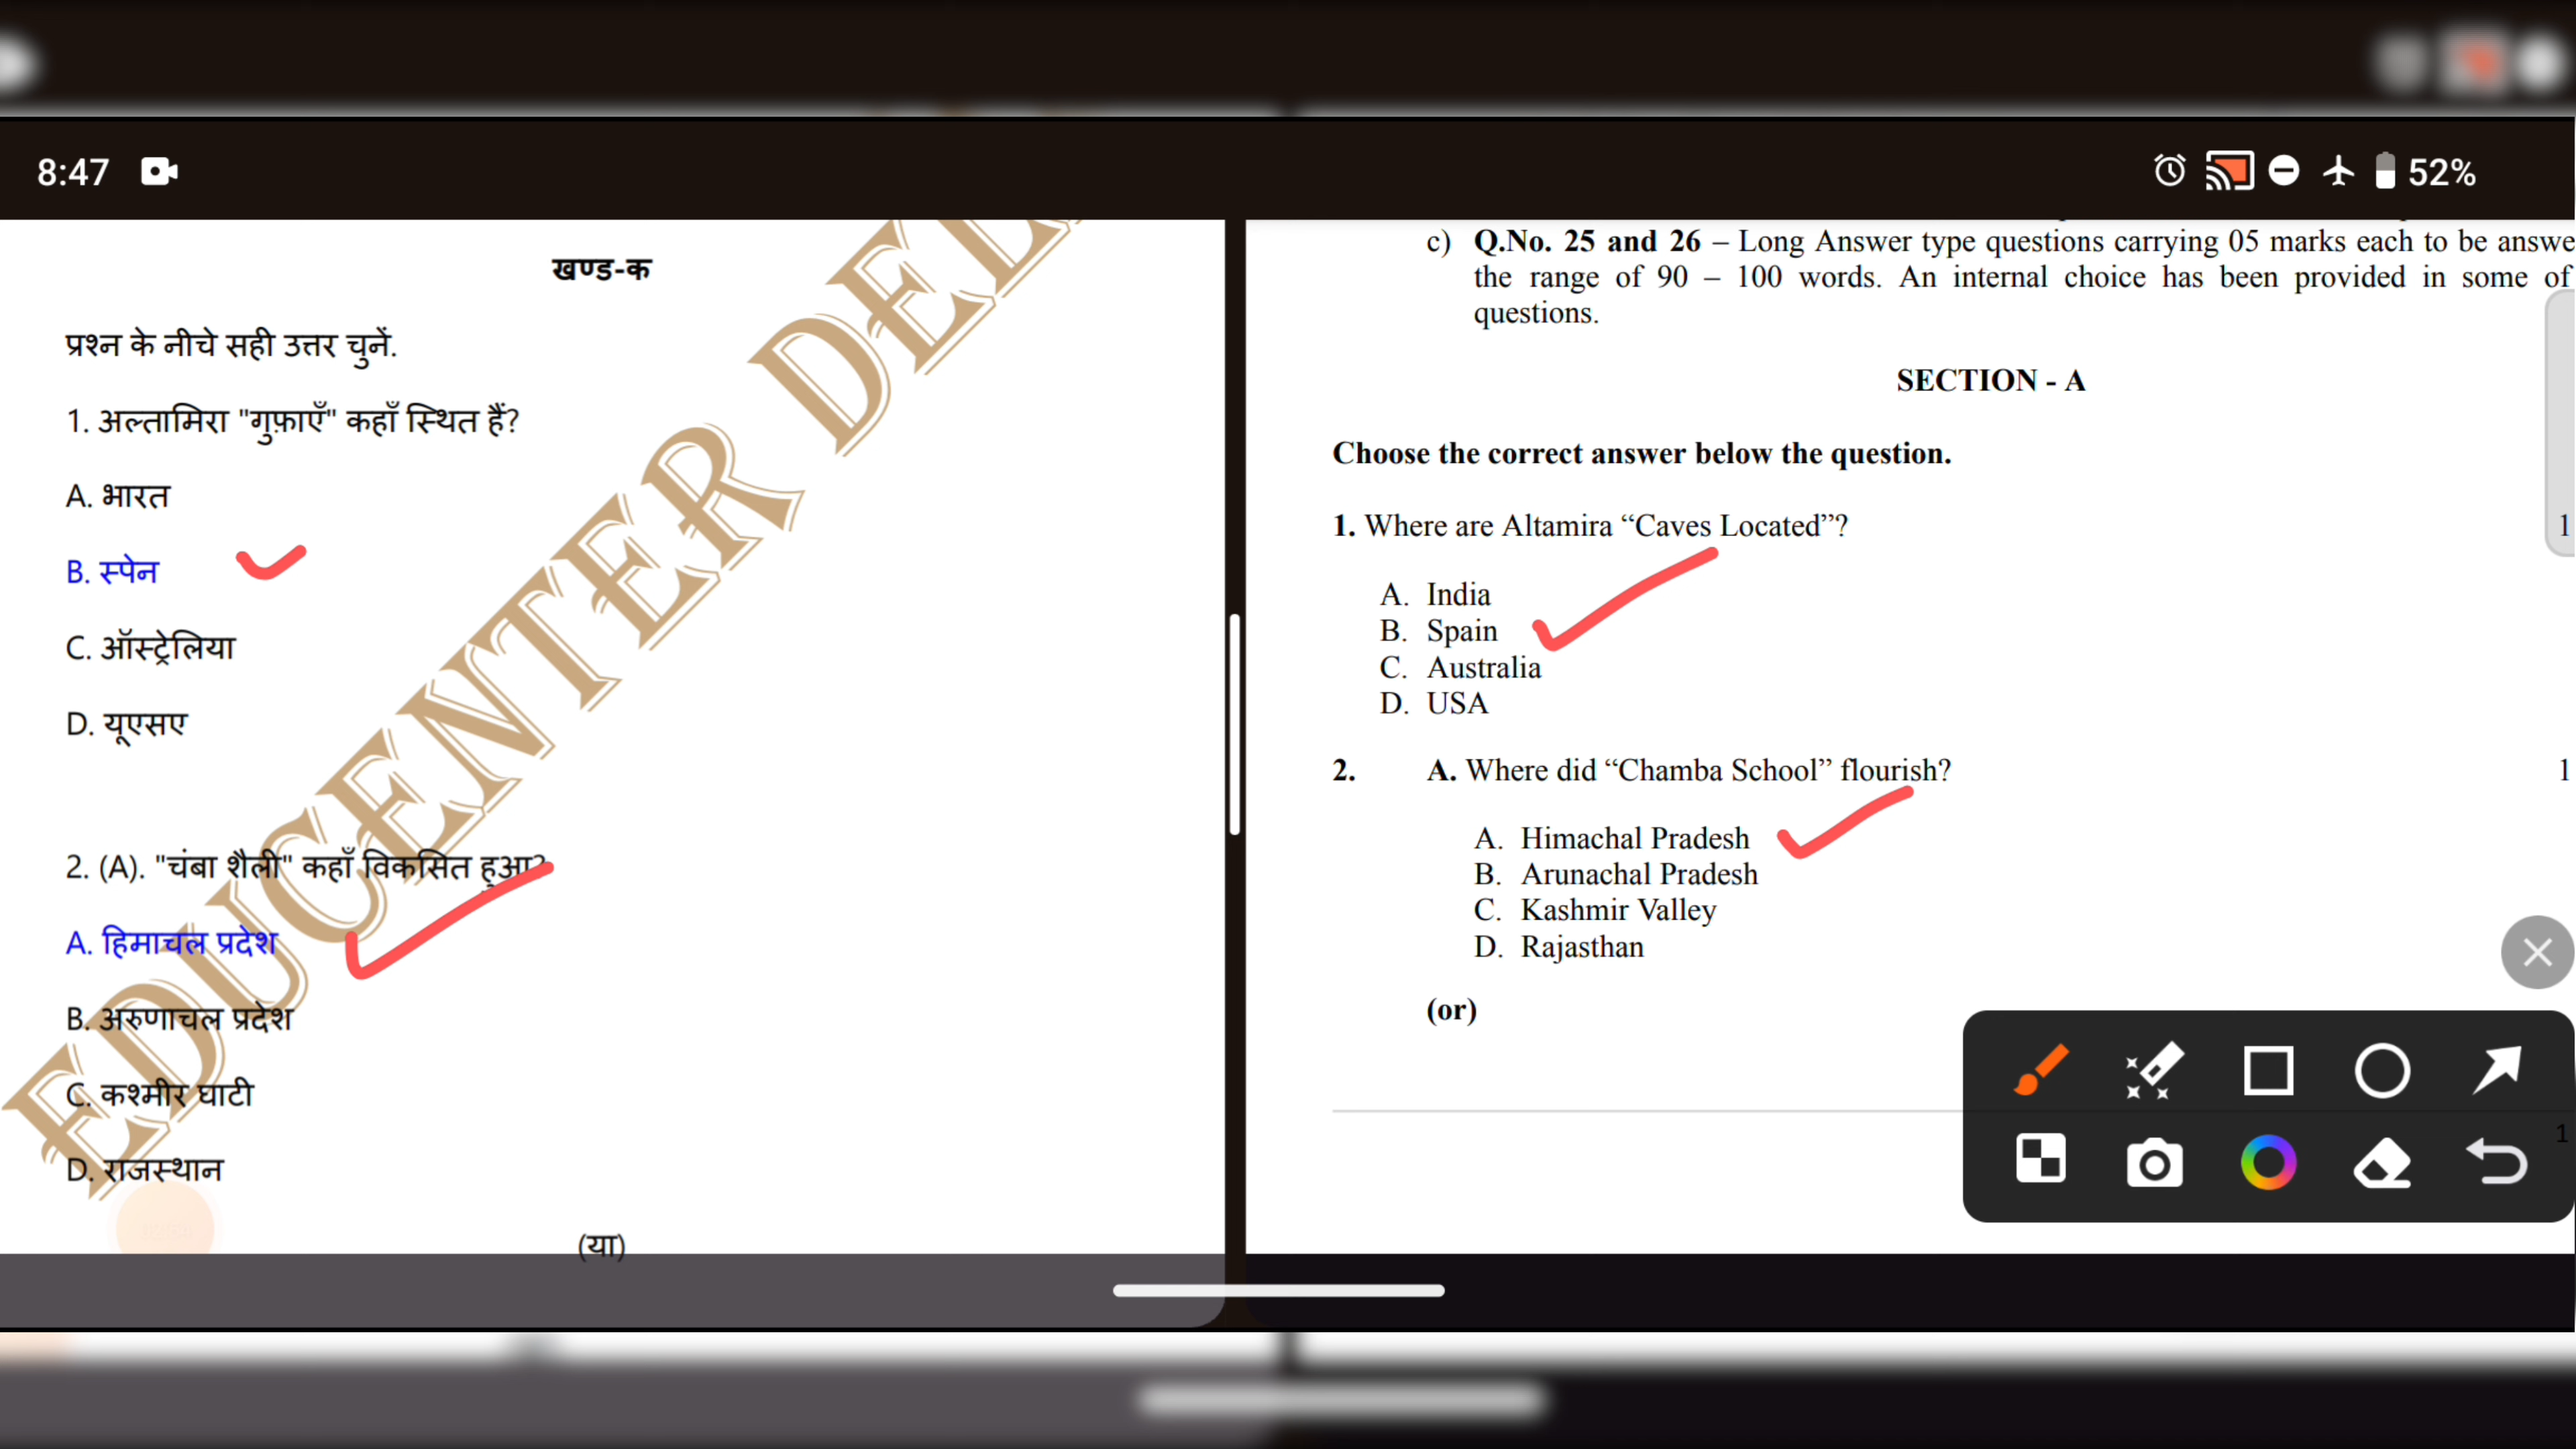 8:47
52%
खण्ड-क
प्रश्न के नीचे सही उत्तर चुनें.
1. अल्तामिरा "गुफ़ाएँ" कहाँ स्थित हैं?
A. भारत
B. स्पेन
C. ऑस्ट्रेलिया
D. यूएसए
2. (A). "चंबा शैली" कहाँ विकसित हुआ?
A. हिमाचल प्रदेश
B. अरुणाचल प्रदेश
C. कश्मीर घाटी
D. राजस्थान
(या)
EDUCENTER
c) Q.No. 25 and 26 – Long Answer type questions carrying 05 marks each to be answe
the range of 90 – 100 words. An internal choice has been provided in some of
questions.
SECTION - A
Choose the correct answer below the question.
1. Where are Altamira “Caves Located”? 1
A. India
B. Spain
C. Australia
D. USA
2. A. Where did “Chamba School” flourish? 1
A. Himachal Pradesh
B. Arunachal Pradesh
C. Kashmir Valley
D. Rajasthan
(or)
1